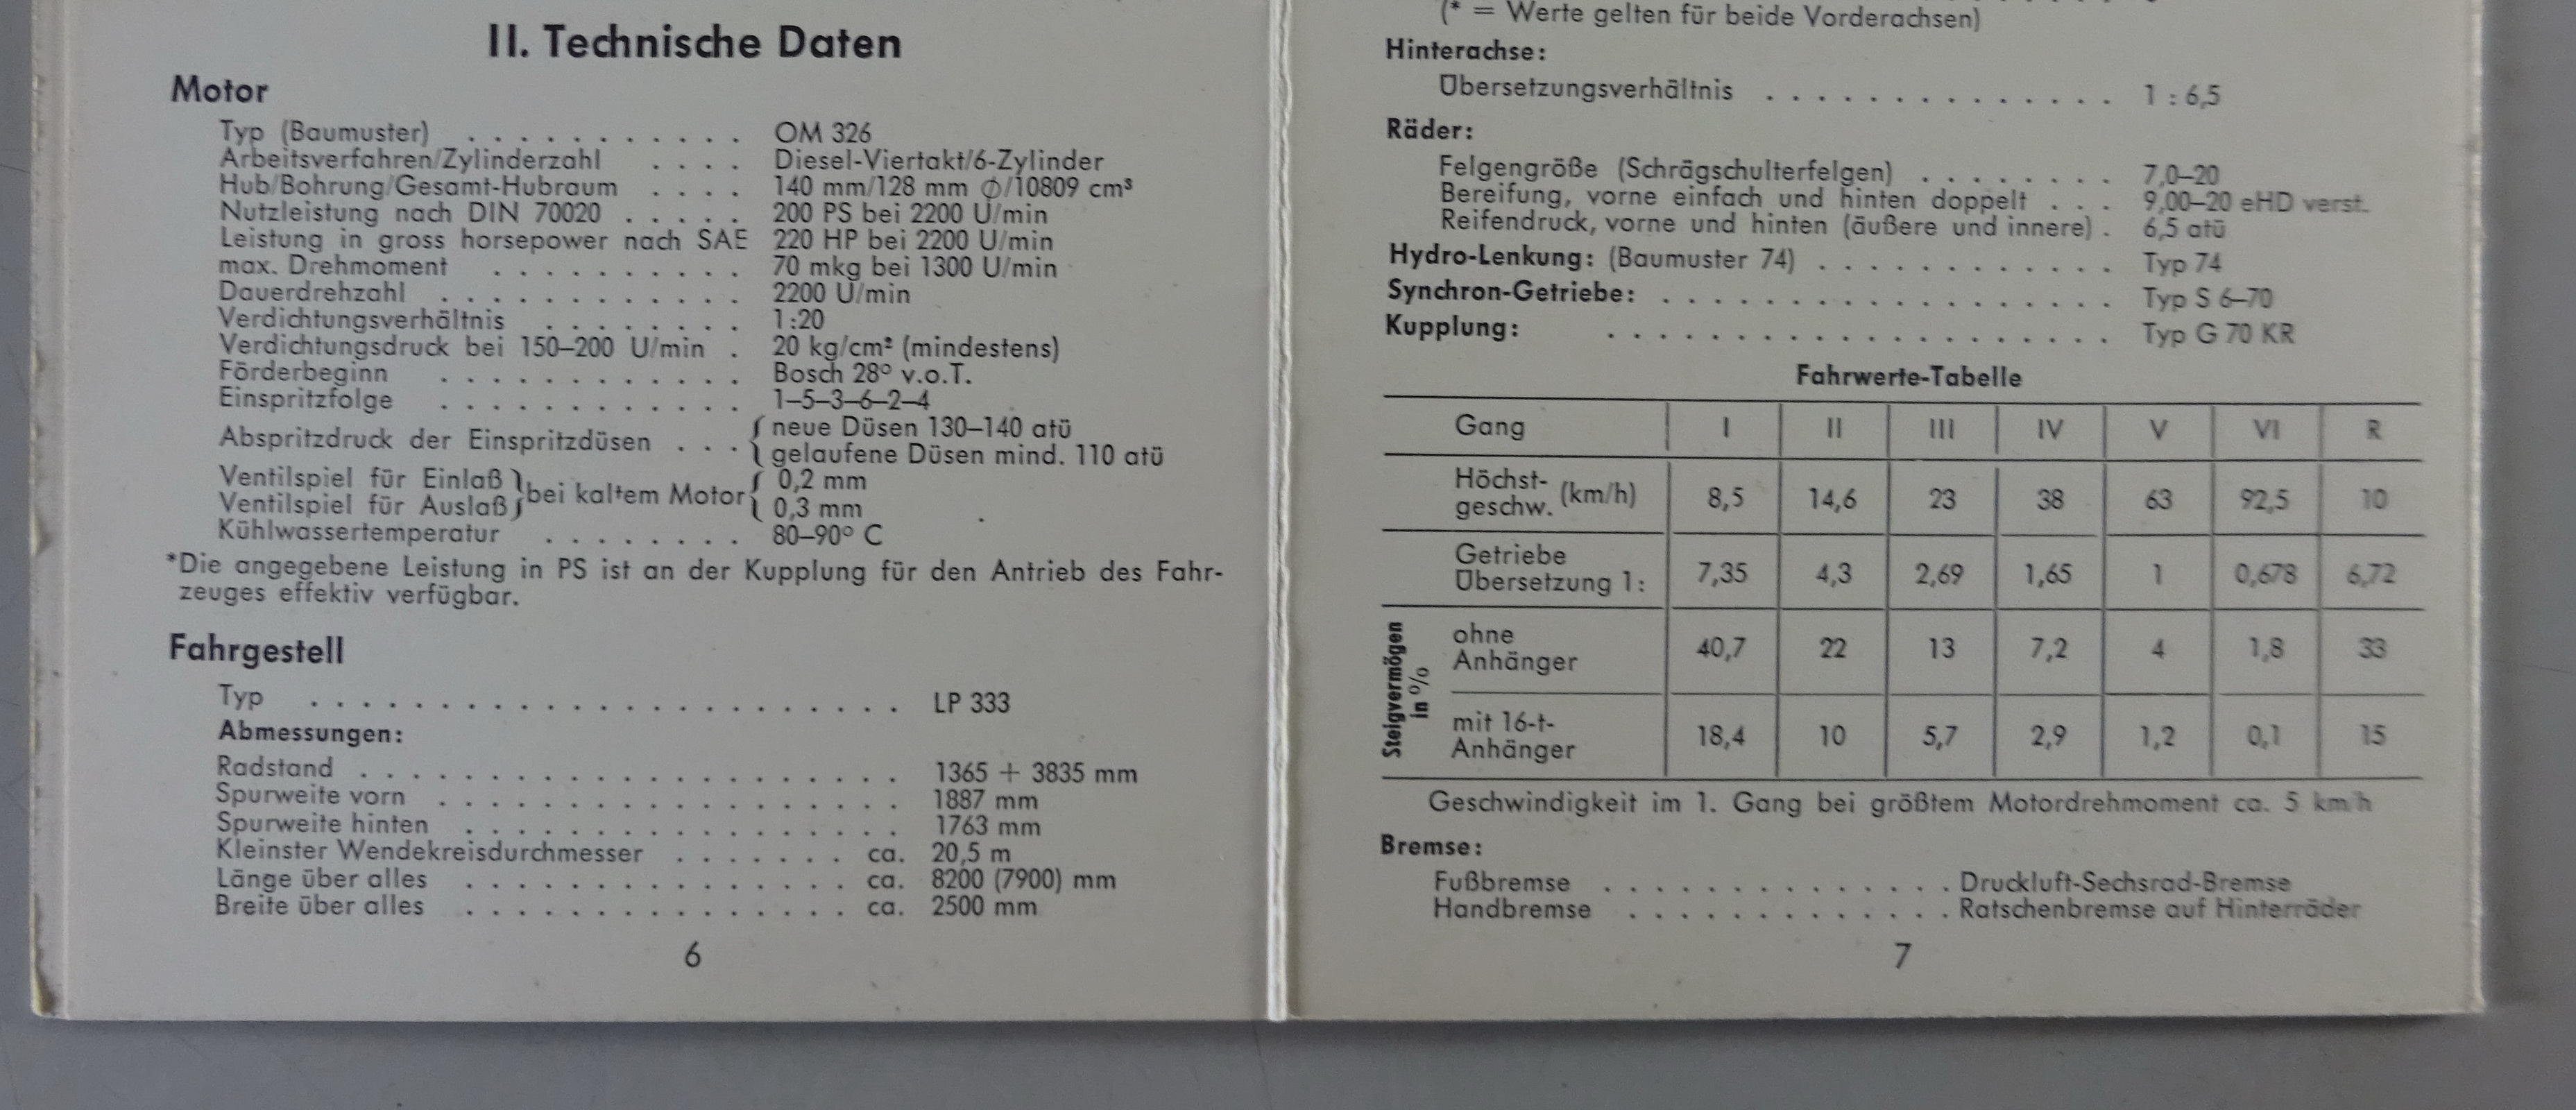 II. Technische Daten
Motor
Typ (Baumuster) . . . . . . . . . . . OM 326
Arbeitsverfahren/Zylinderzahl . . . . Diesel-Viertakt/6-Zylinder
Hub/Bohrung/Gesamt-Hubraum . . . . 140 mm/128 mm ϕ/10809 cm³
Nutzleistung nach DIN 70020 . . . . . 200 PS bei 2200 U/min
Leistung in gross horsepower nach SAE 220 HP bei 2200 U/min
max. Drehmoment . . . . . . . . . . 70 mkg bei 1300 U/min
Dauerdrehzahl . . . . . . . . . . . . 2200 U/min
Verdichtungsverhältnis . . . . . . . . 1:20
Verdichtungsdruck bei 150–200 U/min . 20 kg/cm² (mindestens)
Förderbeginn . . . . . . . . . . . . Bosch 28° v.o.T.
Einspritzfolge . . . . . . . . . . . . 1–5–3–6–2–4
Abspritzdruck der Einspritzdüsen . . . { neue Düsen 130–140 atü
gelaufene Düsen mind. 110 atü
Ventilspiel für Einlaß } bei kaltem Motor { 0,2 mm
Ventilspiel für Auslaß 0,3 mm
Kühlwassertemperatur . . . . . . . . 80–90° C
*Die angegebene Leistung in PS ist an der Kupplung für den Antrieb des Fahr-
zeuges effektiv verfügbar.
Fahrgestell
Typ . . . . . . . . . . . . . . . . . . . . . . . LP 333
Abmessungen:
Radstand . . . . . . . . . . . . . . . . . . . . . 1365 + 3835 mm
Spurweite vorn . . . . . . . . . . . . . . . . . . 1887 mm
Spurweite hinten . . . . . . . . . . . . . . . . . 1763 mm
Kleinster Wendekreisdurchmesser . . . . . . . ca. 20,5 m
Länge über alles . . . . . . . . . . . . . . . ca. 8200 (7900) mm
Breite über alles . . . . . . . . . . . . . . . ca. 2500 mm
6
(* = Werte gelten für beide Vorderachsen)
Hinterachse:
Übersetzungsverhältnis . . . . . . . . . . . . . . 1 : 6,5
Räder:
Felgengröße (Schrägschulterfelgen) . . . . . . . . 7,0–20
Bereifung, vorne einfach und hinten doppelt . . . 9,00–20 eHD verst.
Reifendruck, vorne und hinten (äußere und innere) . 6,5 atü
Hydro-Lenkung: (Baumuster 74) . . . . . . . . . . . . Typ 74
Synchron-Getriebe: . . . . . . . . . . . . . . . . . . Typ S 6–70
Kupplung: . . . . . . . . . . . . . . . . . . . . Typ G 70 KR
Fahrwerte-Tabelle
Gang I II III IV V VI R
Höchst-
geschw. (km/h) 8,5 14,6 23 38 63 92,5 10
Getriebe
Übersetzung 1: 7,35 4,3 2,69 1,65 1 0,678 6,72
Steigvermögen
in %
ohne
Anhänger 40,7 22 13 7,2 4 1,8 33
mit 16-t-
Anhänger 18,4 10 5,7 2,9 1,2 0,1 15
Geschwindigkeit im 1. Gang bei größtem Motordrehmoment ca. 5 km/h
Bremse:
Fußbremse . . . . . . . . . . . . . . Druckluft-Sechsrad-Bremse
Handbremse . . . . . . . . . . . . . Ratschenbremse auf Hinterräder
7